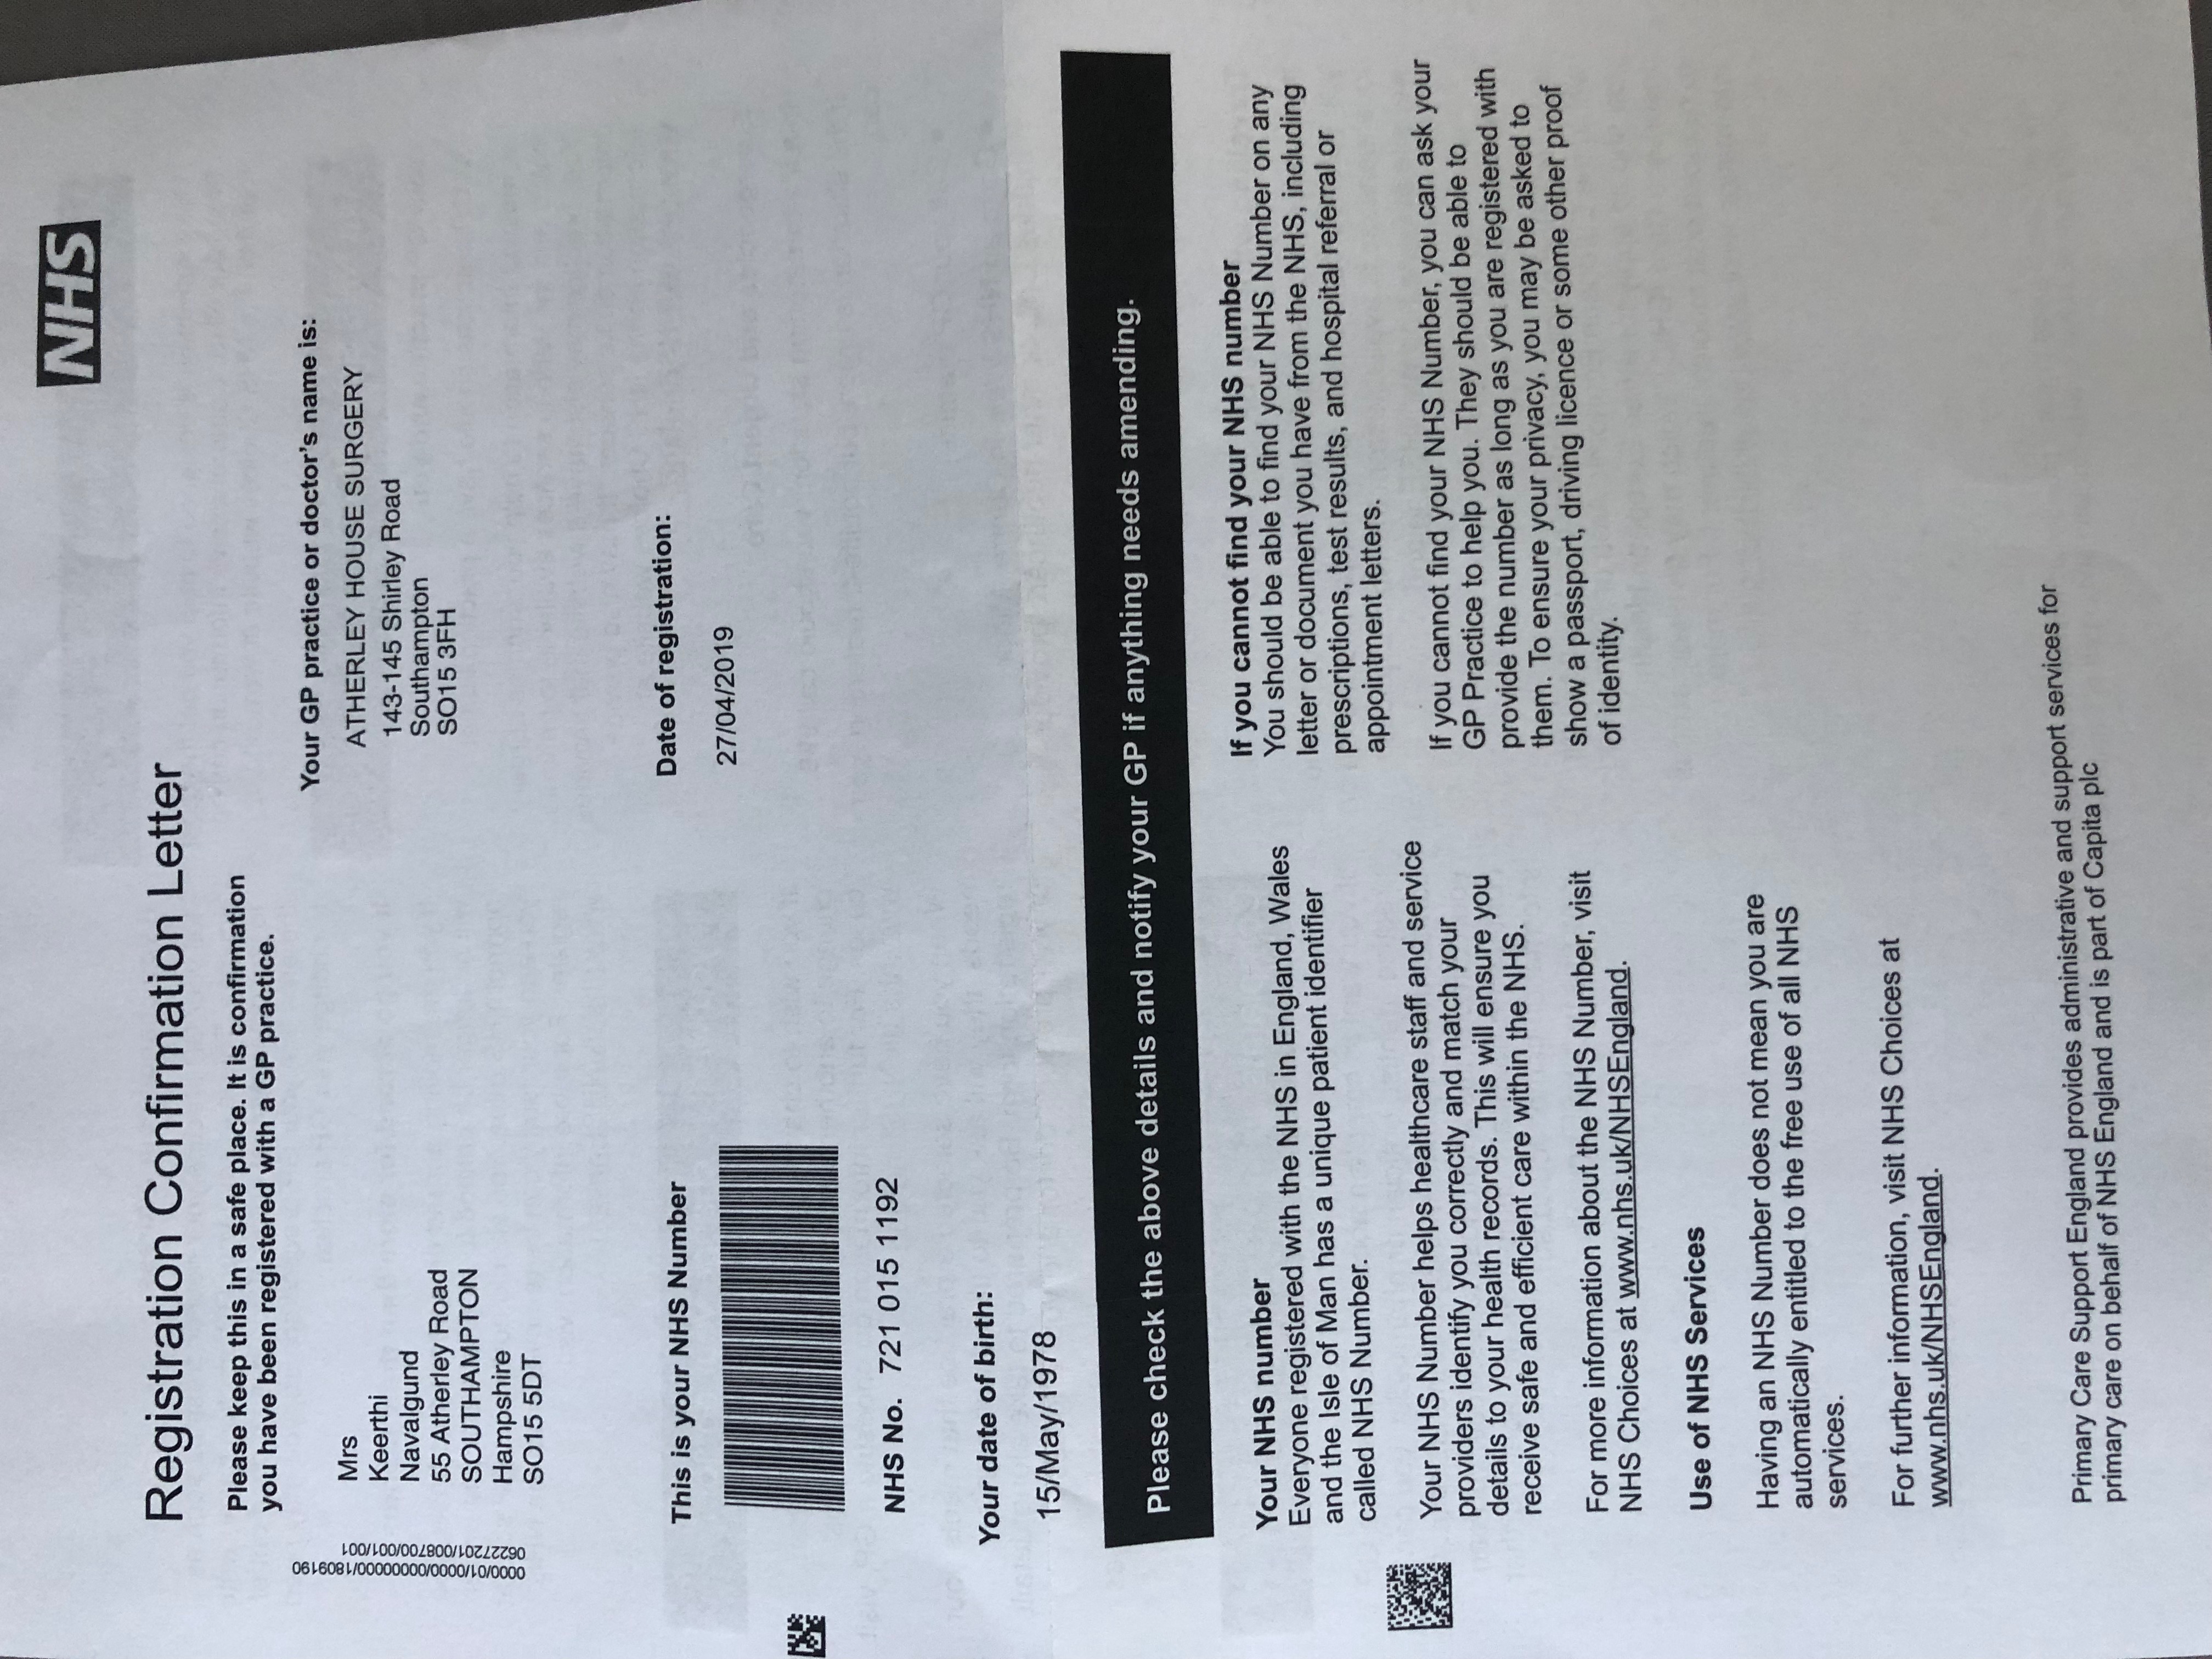 NHS
Registration Confirmation Letter
Please keep this in a safe place. It is confirmation
you have been registered with a GP practice.
0000/01/0000/0000000000/1809190
06227201/008700/001/001
Mrs
Keerthi
Navalgund
55 Atherley Road
SOUTHAMPTON
Hampshire
SO15 5DT
Your GP practice or doctor's name is:
ATHERLEY HOUSE SURGERY
143-145 Shirley Road
Southampton
SO15 3FH
This is your NHS Number
NHS No. 721 015 1192
Date of registration:
27/04/2019
Your date of birth:
15/May/1978
Please check the above details and notify your GP if anything needs amending.
Your NHS number
Everyone registered with the NHS in England, Wales
and the Isle of Man has a unique patient identifier
called NHS Number.
Your NHS Number helps healthcare staff and service
providers identify you correctly and match your
details to your health records. This will ensure you
receive safe and efficient care within the NHS.
For more information about the NHS Number, visit
NHS Choices at www.nhs.uk/NHSEngland.
Use of NHS Services
Having an NHS Number does not mean you are
automatically entitled to the free use of all NHS
services.
For further information, visit NHS Choices at
www.nhs.uk/NHSEngland.
If you cannot find your NHS number
You should be able to find your NHS Number on any
letter or document you have from the NHS, including
prescriptions, test results, and hospital referral or
appointment letters.
If you cannot find your NHS Number, you can ask your
GP Practice to help you. They should be able to
provide the number as long as you are registered with
them. To ensure your privacy, you may be asked to
show a passport, driving licence or some other proof
of identity.
Primary Care Support England provides administrative and support services for
primary care on behalf of NHS England and is part of Capita plc